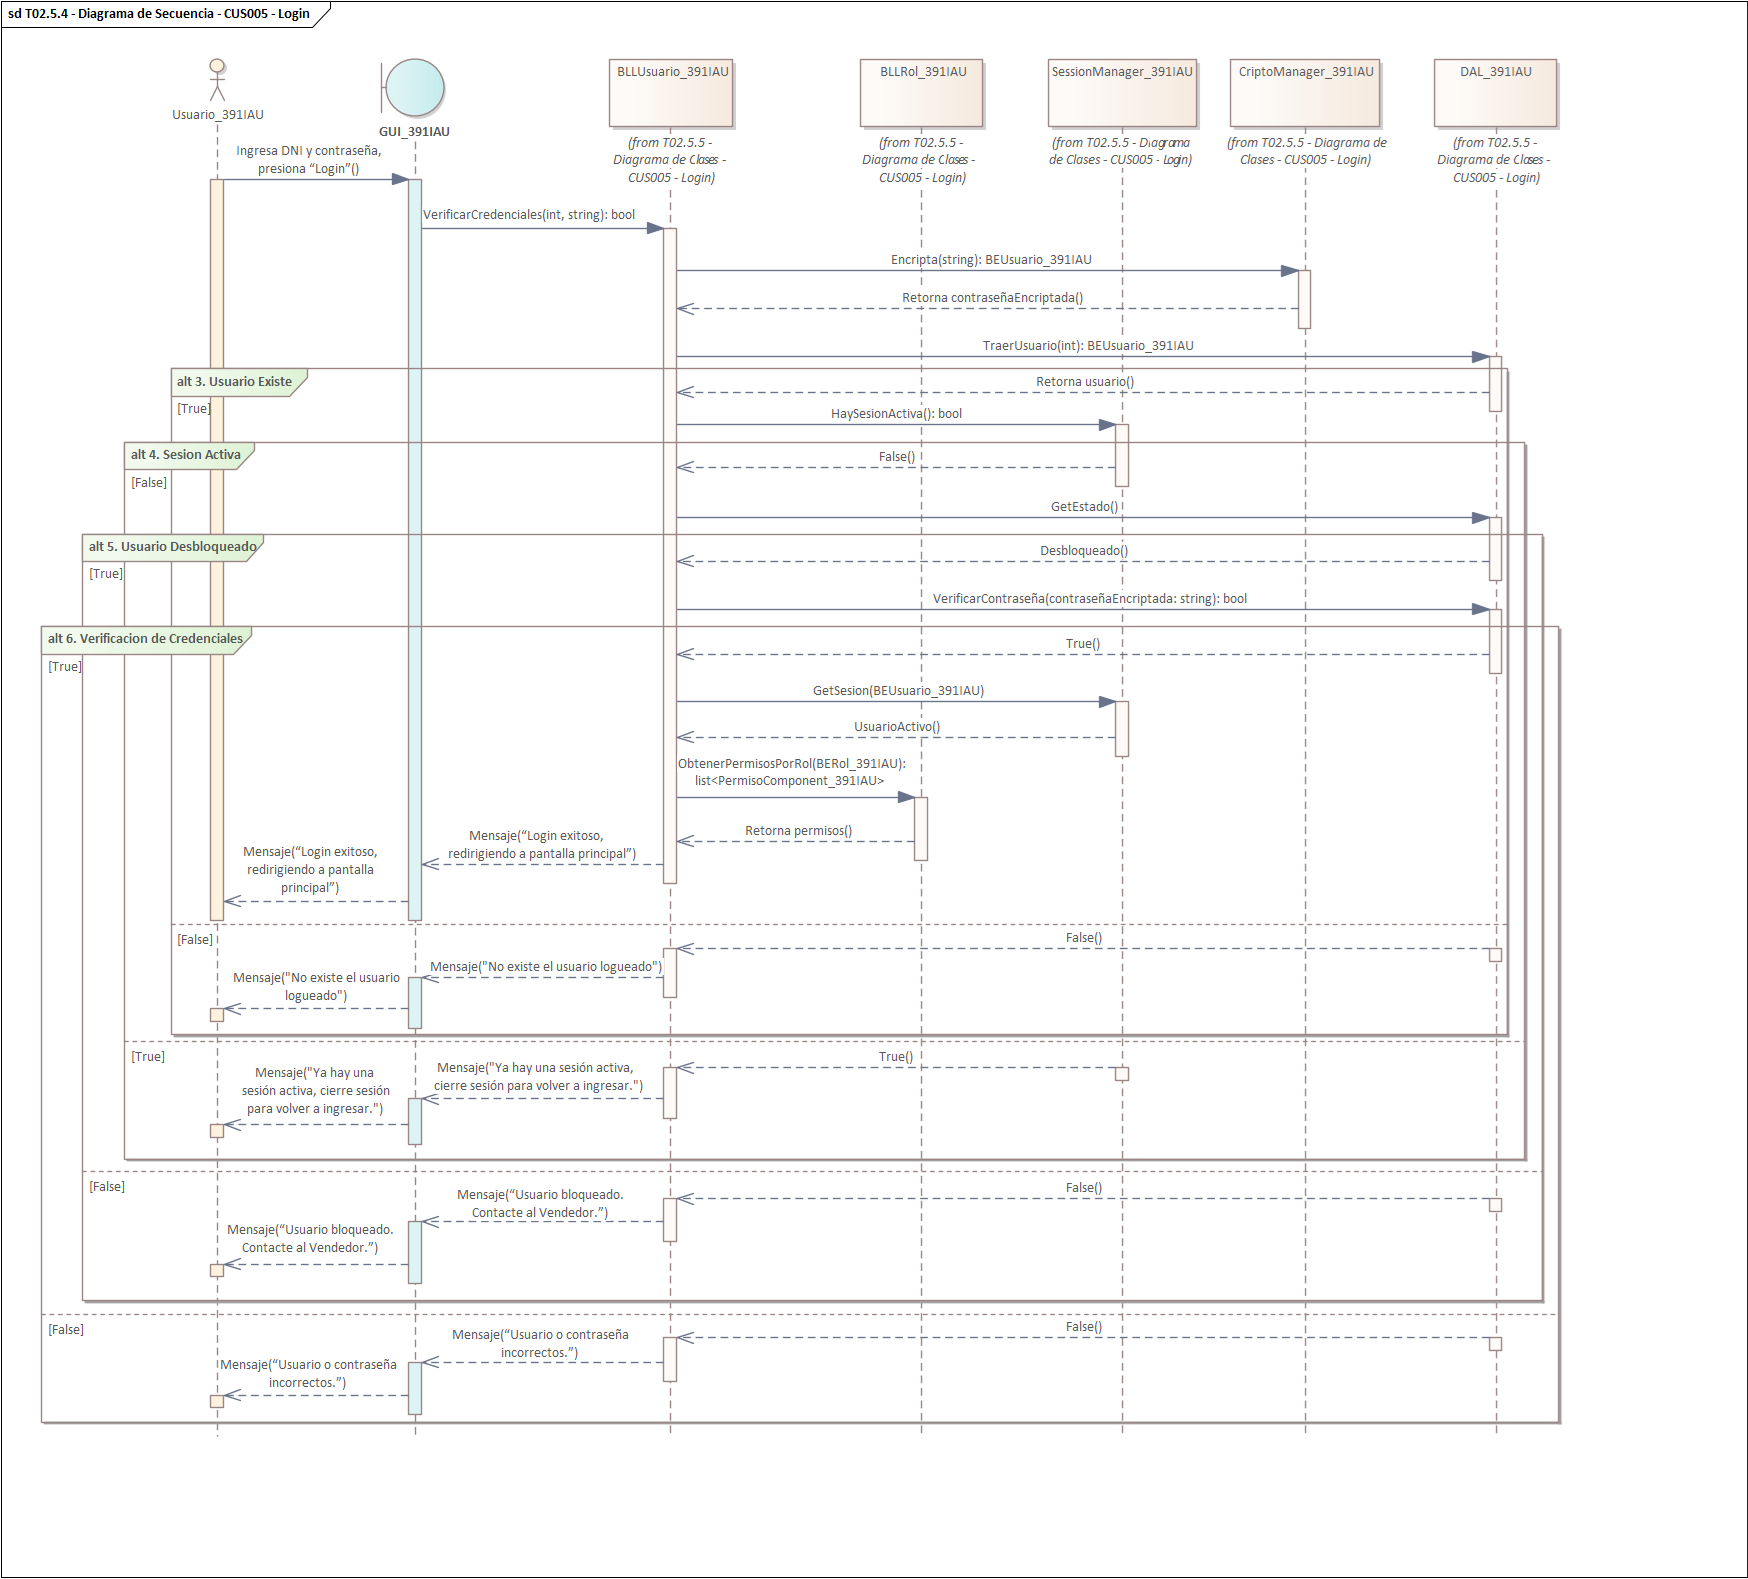 sd T02.5.4 - Diagrama de Secuencia - CUS005 - Login
Usuario_391IAU
GUI_391IAU
BLLUsuario_391IAU
(from T02.5.5 -
Diagrama de Clases -
CUS005 - Login)
BLLRol_391IAU
(from T02.5.5 -
Diagrama de Clases -
CUS005 - Login)
SessionManager_391IAU
(from T02.5.5 - Diagrama
de Clases - CUS005 - Login)
CriptoManager_391IAU
(from T02.5.5 - Diagrama de
Clases - CUS005 - Login)
DAL_391IAU
(from T02.5.5 -
Diagrama de Clases -
CUS005 - Login)
Ingresa DNI y contraseña,
presiona “Login”()
VerificarCredenciales(int, string): bool
Encripta(string): BEUsuario_391IAU
Retorna contraseñaEncriptada()
TraerUsuario(int): BEUsuario_391IAU
alt 3. Usuario Existe
Retorna usuario()
[True]
HaySesionActiva(): bool
alt 4. Sesion Activa
False()
[False]
GetEstado()
alt 5. Usuario Desbloqueado
Desbloqueado()
[True]
VerificarContraseña(contraseñaEncriptada: string): bool
alt 6. Verificacion de Credenciales
True()
[True]
GetSesion(BEUsuario_391IAU)
UsuarioActivo()
ObtenerPermisosPorRol(BERol_391IAU):
list<PermisoComponent_391IAU>
Retorna permisos()
Mensaje(“Login exitoso,
redirigiendo a pantalla principal”)
Mensaje(“Login exitoso,
redirigiendo a pantalla
principal”)
[False]
False()
Mensaje("No existe el usuario logueado")
Mensaje("No existe el usuario
logueado")
[True]
True()
Mensaje("Ya hay una sesión activa,
cierre sesión para volver a ingresar.")
Mensaje("Ya hay una
sesión activa, cierre sesión
para volver a ingresar.")
[False]
False()
Mensaje(“Usuario bloqueado.
Contacte al Vendedor.”)
Mensaje(“Usuario bloqueado.
Contacte al Vendedor.”)
[False]
False()
Mensaje(“Usuario o contraseña
incorrectos.”)
Mensaje(“Usuario o contraseña
incorrectos.”)